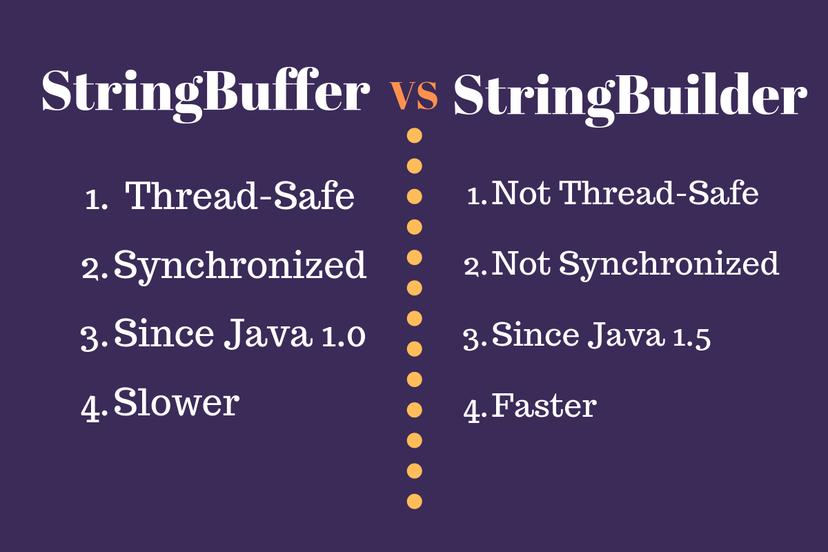 StringBuffer vs StringBuilder
1. Thread-Safe
2. Synchronized
3. Since Java 1.0
4. Slower
1. Not Thread-Safe
2. Not Synchronized
3. Since Java 1.5
4. Faster